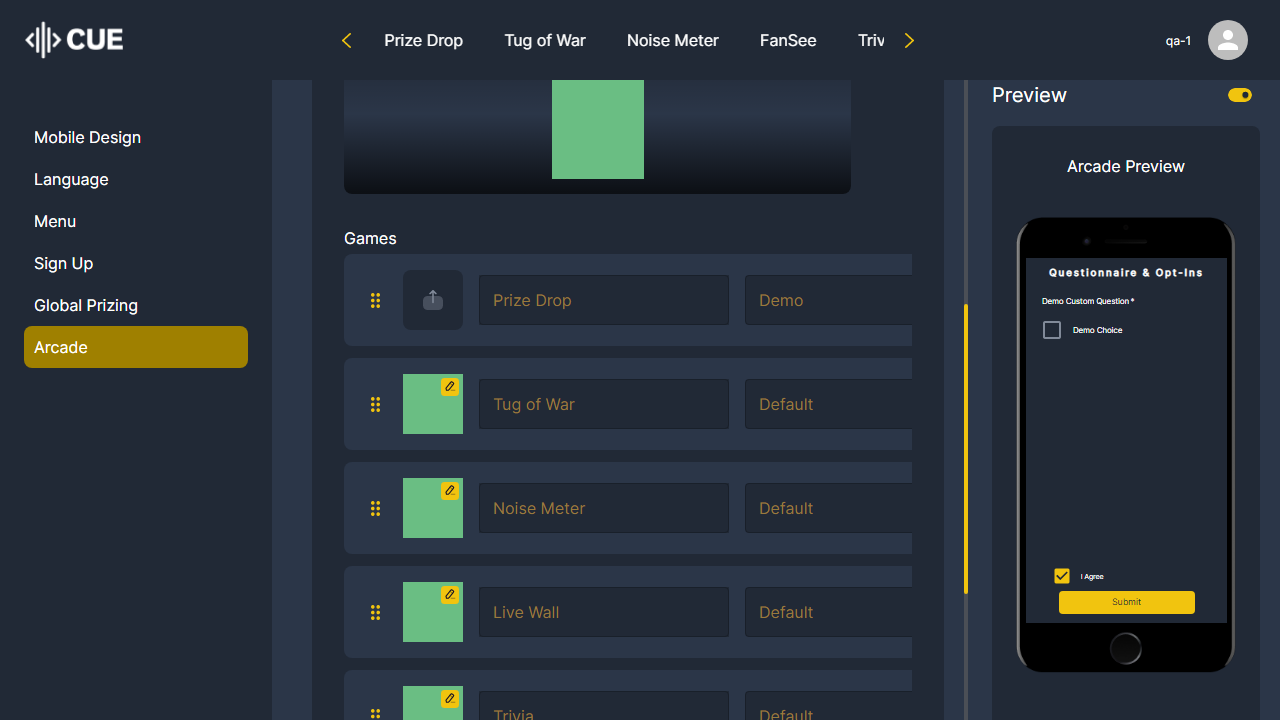 CUE
Prize Drop
Tug of War
Noise Meter
FanSee
Triv
qa-1
Mobile Design
Language
Menu
Sign Up
Global Prizing
Arcade
Games
Prize Drop
Demo
Tug of War
Default
Noise Meter
Default
Live Wall
Default
Trivia
Default
Preview
Arcade Preview
Questionnaire & Opt-Ins
Demo Custom Question *
Demo Choice
I Agree
Submit